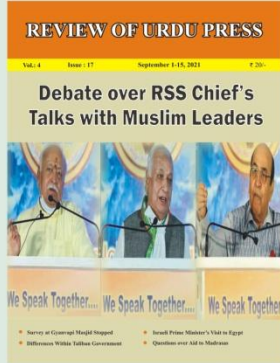 REVIEW OF URDU PRESS
Vol.: 4 Issue : 17 September 1-15, 2021 ₹ 20/-
Debate over RSS Chief's
Talks with Muslim Leaders
We Speak Together.... We Speak Together.... We Speak Together
Survey at Gyanvapi Masjid Stopped
Differences Within Taliban Government
Israeli Prime Minister's Visit to Egypt
Questions over Aid to Madrasas